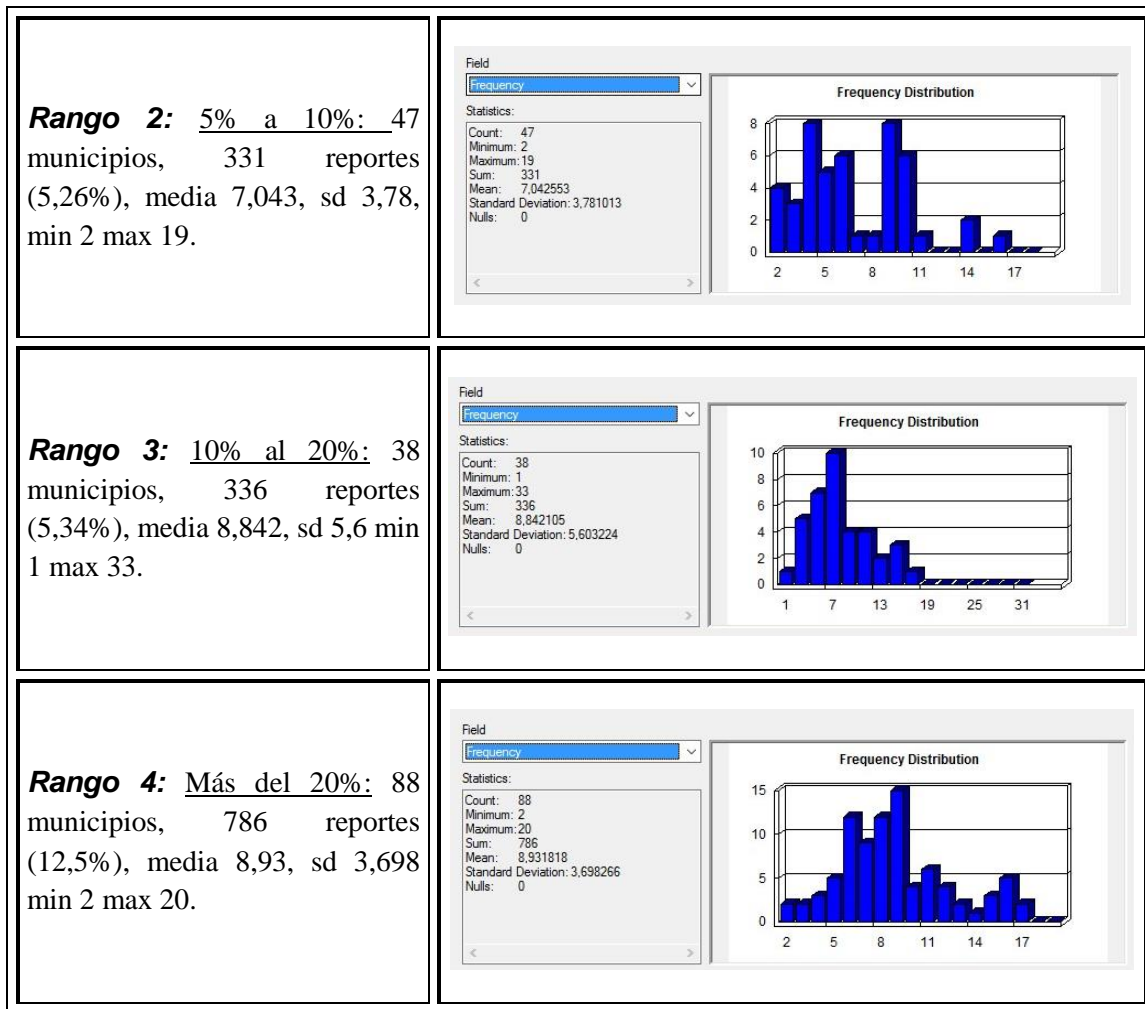 Rango 2: 5% a 10%: 47
municipios, 331 reportes
(5,26%), media 7,043, sd 3,78,
min 2 max 19.
Field
Frequency
Statistics:
Count: 47
Minimum: 2
Maximum: 19
Sum: 331
Mean: 7,042553
Standard Deviation: 3,781013
Nulls: 0
Frequency Distribution
8
6
4
2
0
2 5 8 11 14 17
Rango 3: 10% al 20%: 38
municipios, 336 reportes
(5,34%), media 8,842, sd 5,6 min
1 max 33.
Field
Frequency
Statistics:
Count: 38
Minimum: 1
Maximum: 33
Sum: 336
Mean: 8,842105
Standard Deviation: 5,603224
Nulls: 0
Frequency Distribution
10
8
6
4
2
0
1 7 13 19 25 31
Rango 4: Más del 20%: 88
municipios, 786 reportes
(12,5%), media 8,93, sd 3,698
min 2 max 20.
Field
Frequency
Statistics:
Count: 88
Minimum: 2
Maximum: 20
Sum: 786
Mean: 8,931818
Standard Deviation: 3,698266
Nulls: 0
Frequency Distribution
15
10
5
0
2 5 8 11 14 17